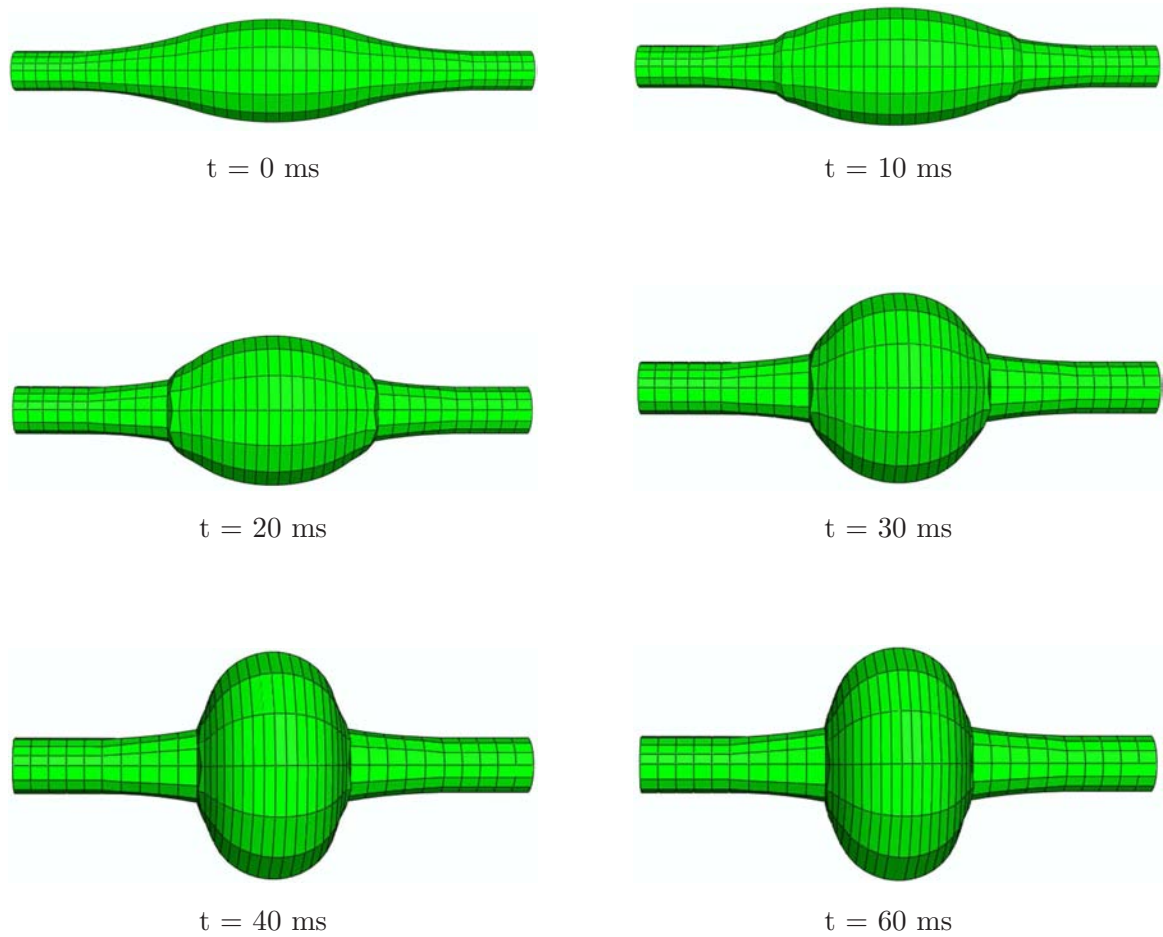 t = 0 ms
t = 10 ms
t = 20 ms
t = 30 ms
t = 40 ms
t = 60 ms